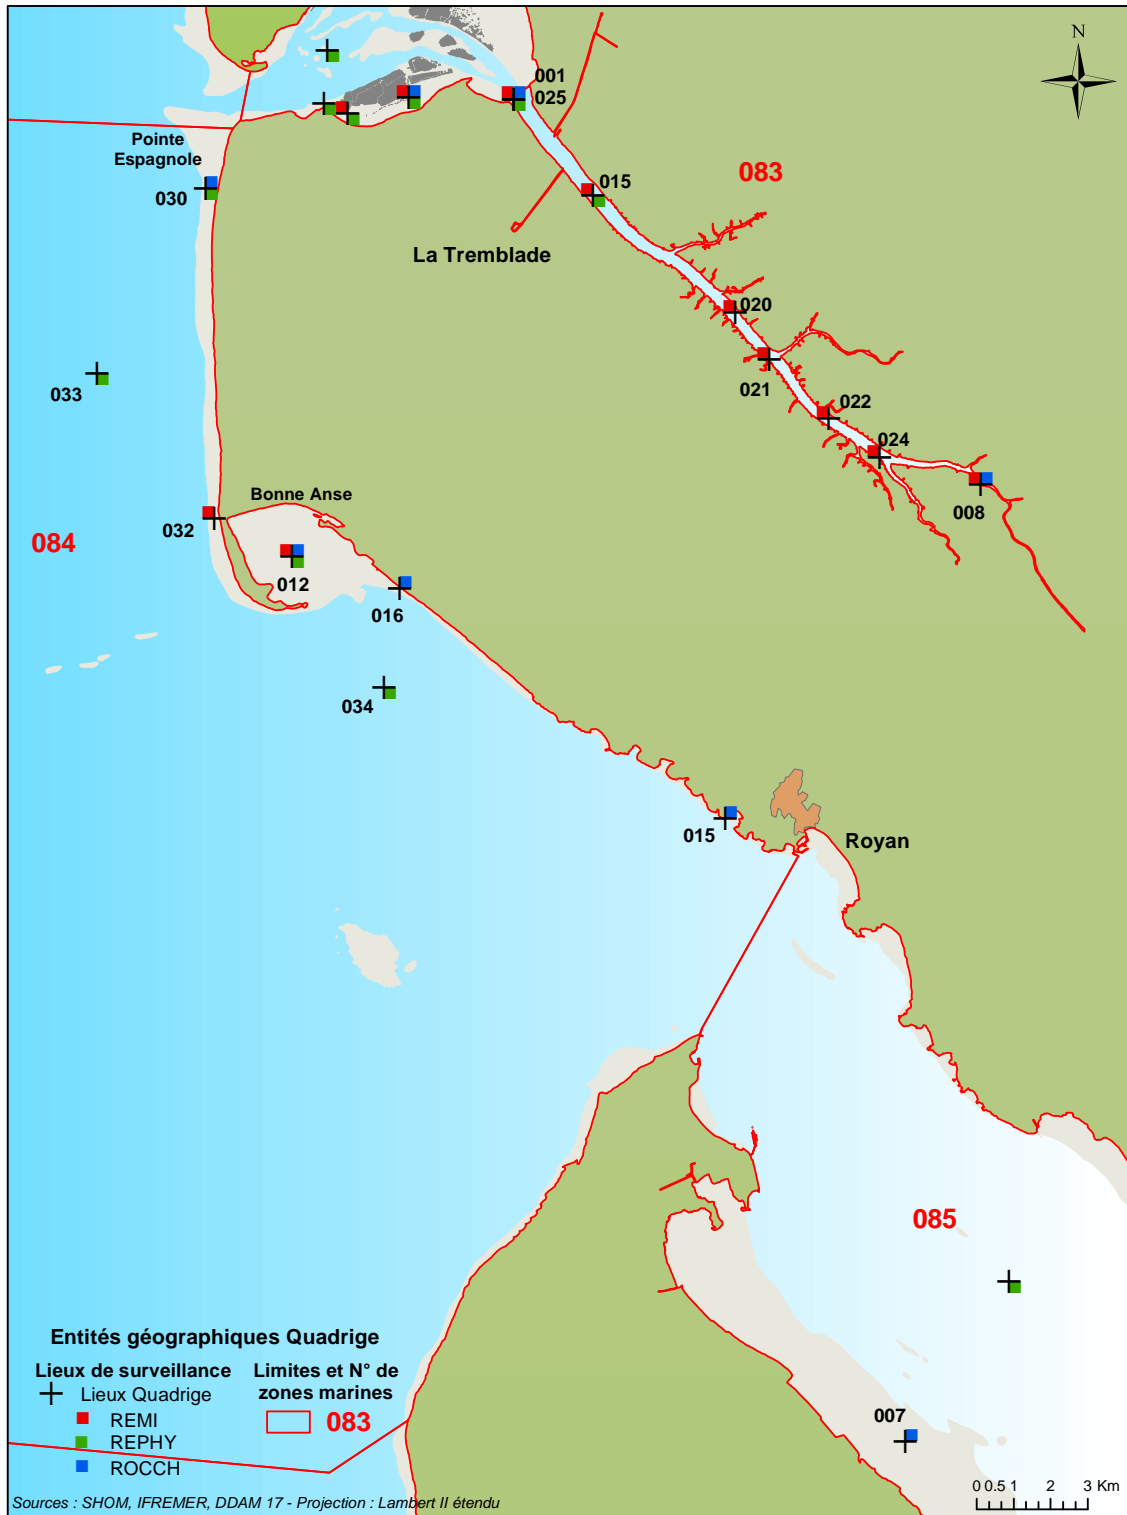 N
001
025
Pointe
Espagnole
030
015
083
La Tremblade
020
021
033
022
024
008
Bonne Anse
032
084
012
016
034
015
Royan
085
007
Entités géographiques Quadrige
Lieux de surveillance
Lieux Quadrige
REMI
REPHY
ROCCH
Limites et N° de
zones marines
083
0 0.5 1 2 3 Km
Sources : SHOM, IFREMER, DDAM 17 - Projection : Lambert II étendu